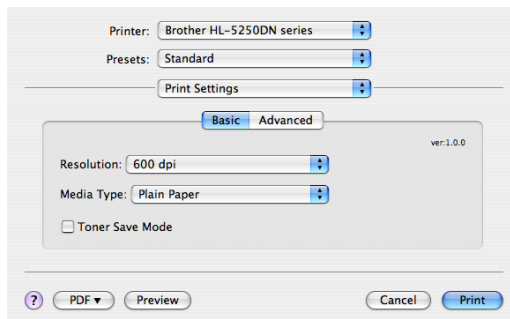 Printer: Brother HL-5250DN series
Presets: Standard
Print Settings
Basic Advanced
ver:1.0.0
Resolution: 600 dpi
Media Type: Plain Paper
Toner Save Mode
? PDF▼ Preview Cancel Print